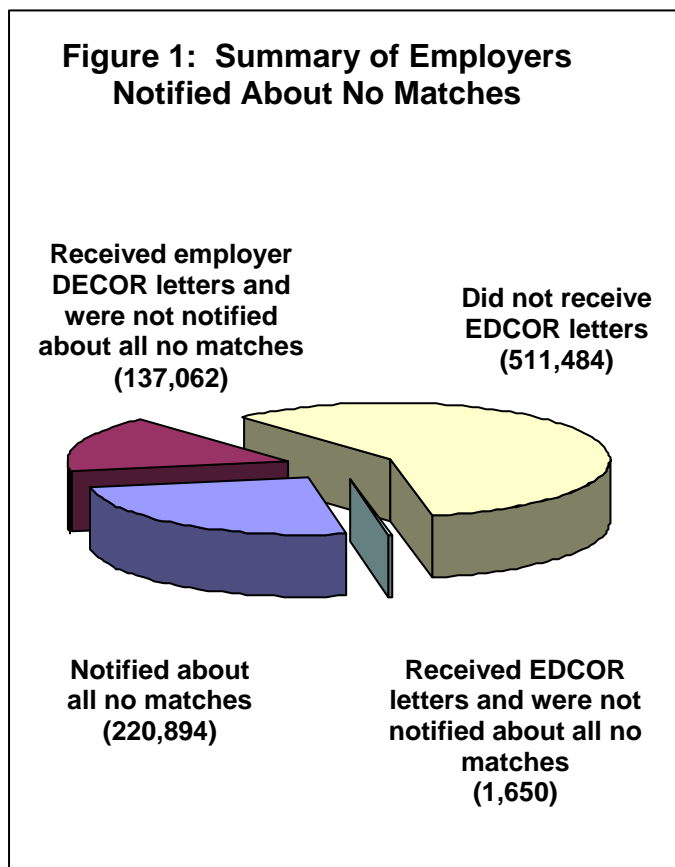 Figure 1:  Summary of Employers
Notified About No Matches
Received employer
DECOR letters and
were not notified
about all no matches
(137,062)
Did not receive
EDCOR letters
(511,484)
Notified about
all no matches
(220,894)
Received EDCOR
letters and were not
notified about all no
matches
(1,650)